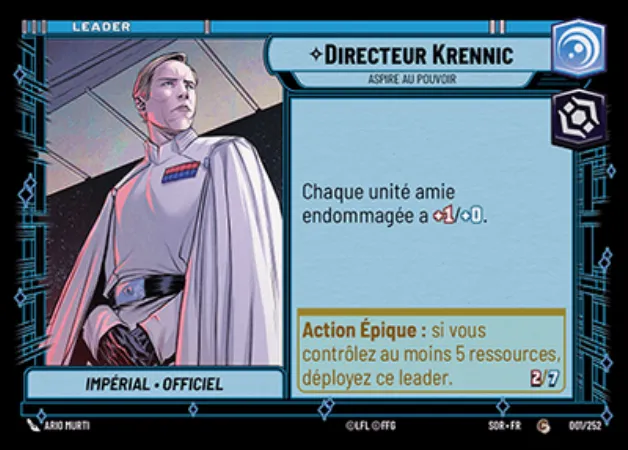 LEADER
DIRECTEUR KRENNIC
ASPIRE AU POUVOIR
Chaque unité amie
endommagée a +1/+0.
Action Épique : si vous
contrôlez au moins 5 ressources,
déployez ce leader. 2/7
IMPÉRIAL • OFFICIEL
ARIO MURTI
©LFL ©FFG
SOR • FR
C
001/252